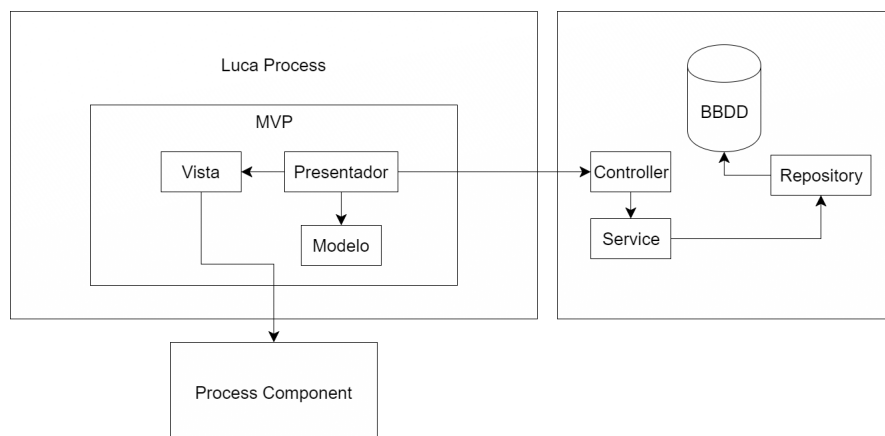 Luca Process
MVP
Vista
Presentador
Modelo
Process Component
BBDD
Controller
Repository
Service